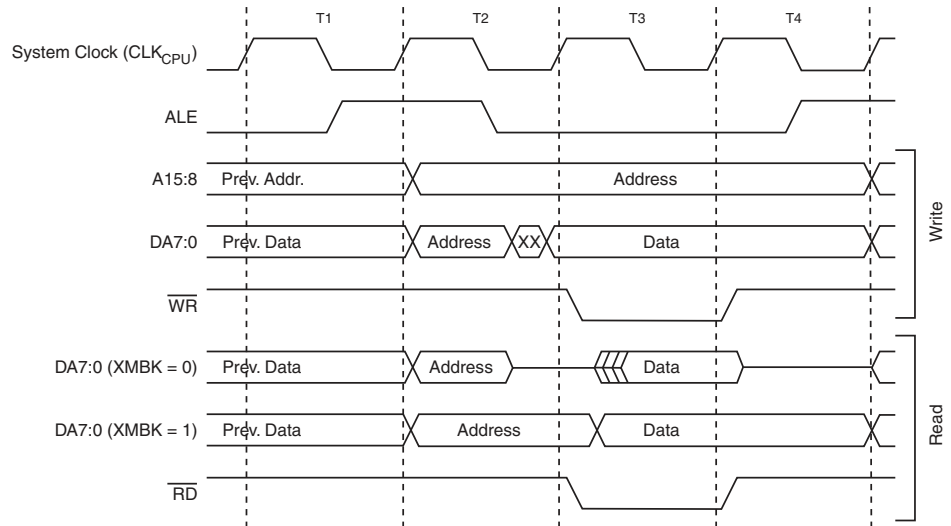 T1 T2 T3 T4
System Clock (CLKCPU)
ALE
A15:8 Prev. Addr. Address
DA7:0 Prev. Data Address XX Data
WR
DA7:0 (XMBK = 0) Prev. Data Address Data
DA7:0 (XMBK = 1) Prev. Data Address Data
RD
Write
Read